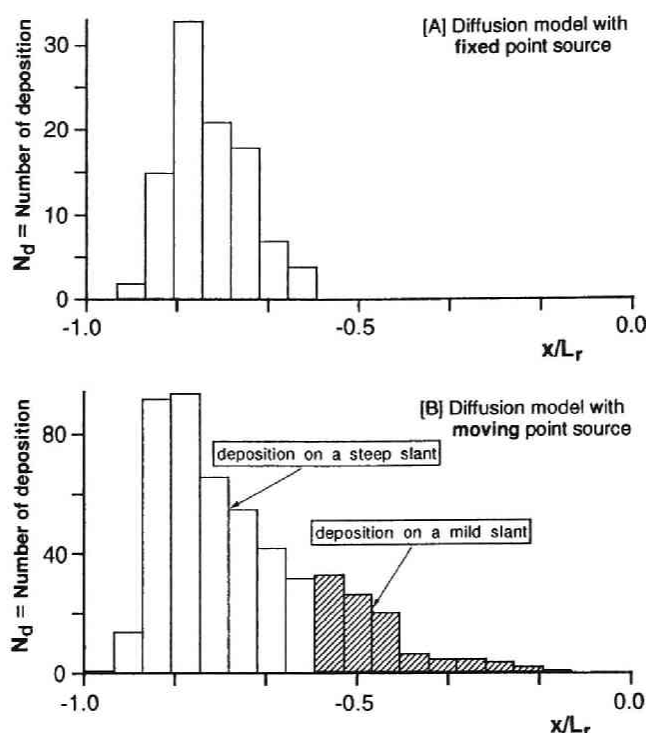 [A] Diffusion model with
fixed point source
N_d = Number of deposition
30
20
10
0
-1.0
-0.5
0.0
x/L_r
[B] Diffusion model with
moving point source
N_d = Number of deposition
80
40
0
deposition on a steep slant
deposition on a mild slant
-1.0
-0.5
0.0
x/L_r